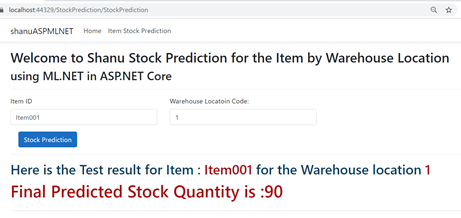 localhost:44329/StockPrediction/StockPrediction
shanuASPMLNET Home Item Stock Prediction
Welcome to Shanu Stock Prediction for the Item by Warehouse Location
using ML.NET in ASP.NET Core
Item ID Warehouse Locatoin Code:
Item001 1
Stock Prediction
Here is the Test result for Item : Item001 for the Warehouse location 1
Final Predicted Stock Quantity is :90